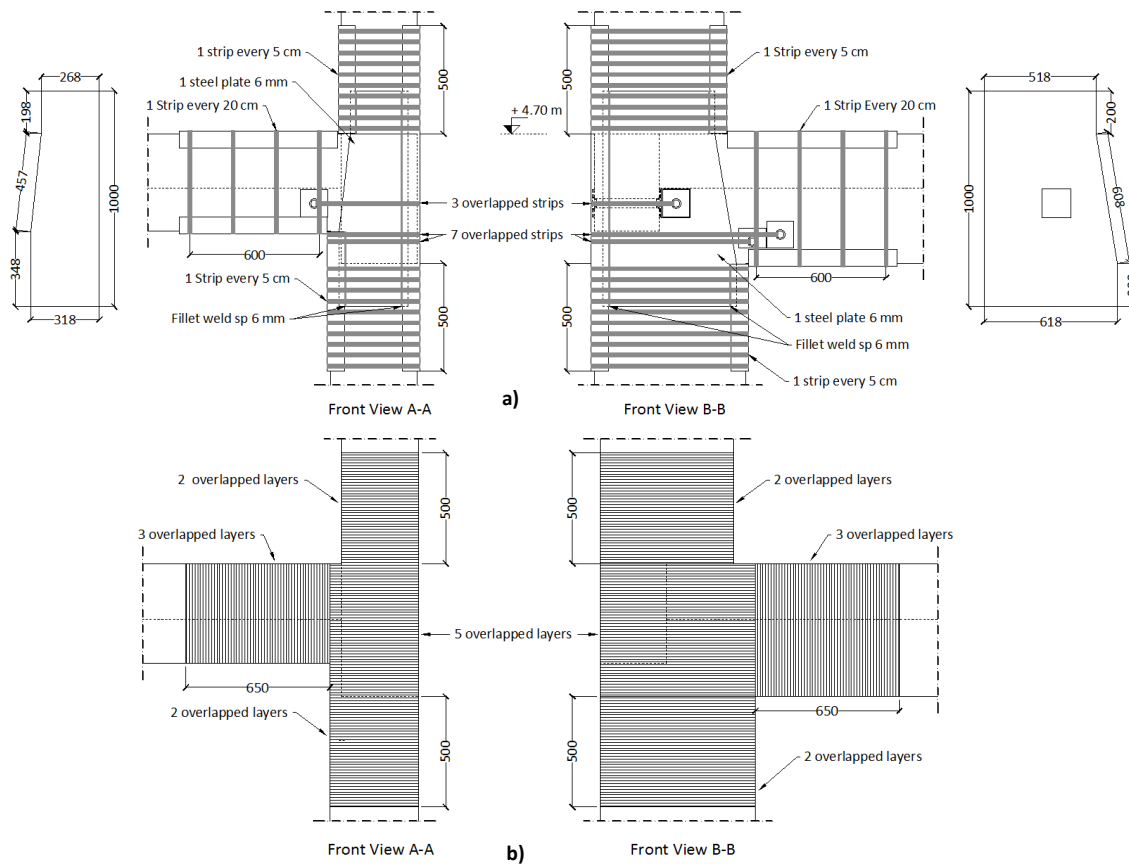 1 strip every 5 cm
500
500
1 strip every 5 cm
268
198
457
348
1000
318
1 steel plate 6 mm
1 Strip every 20 cm
+ 4.70 m
1 Strip Every 20 cm
518
200
1000
608
618
3 overlapped strips
7 overlapped strips
600
600
1 Strip every 5 cm
Fillet weld sp 6 mm
500
500
1 steel plate 6 mm
Fillet weld sp 6 mm
1 strip every 5 cm
Front View A-A
a)
Front View B-B
2 overlapped layers
500
500
2 overlapped layers
3 overlapped layers
3 overlapped layers
5 overlapped layers
650
650
2 overlapped layers
500
500
2 overlapped layers
Front View A-A
b)
Front View B-B